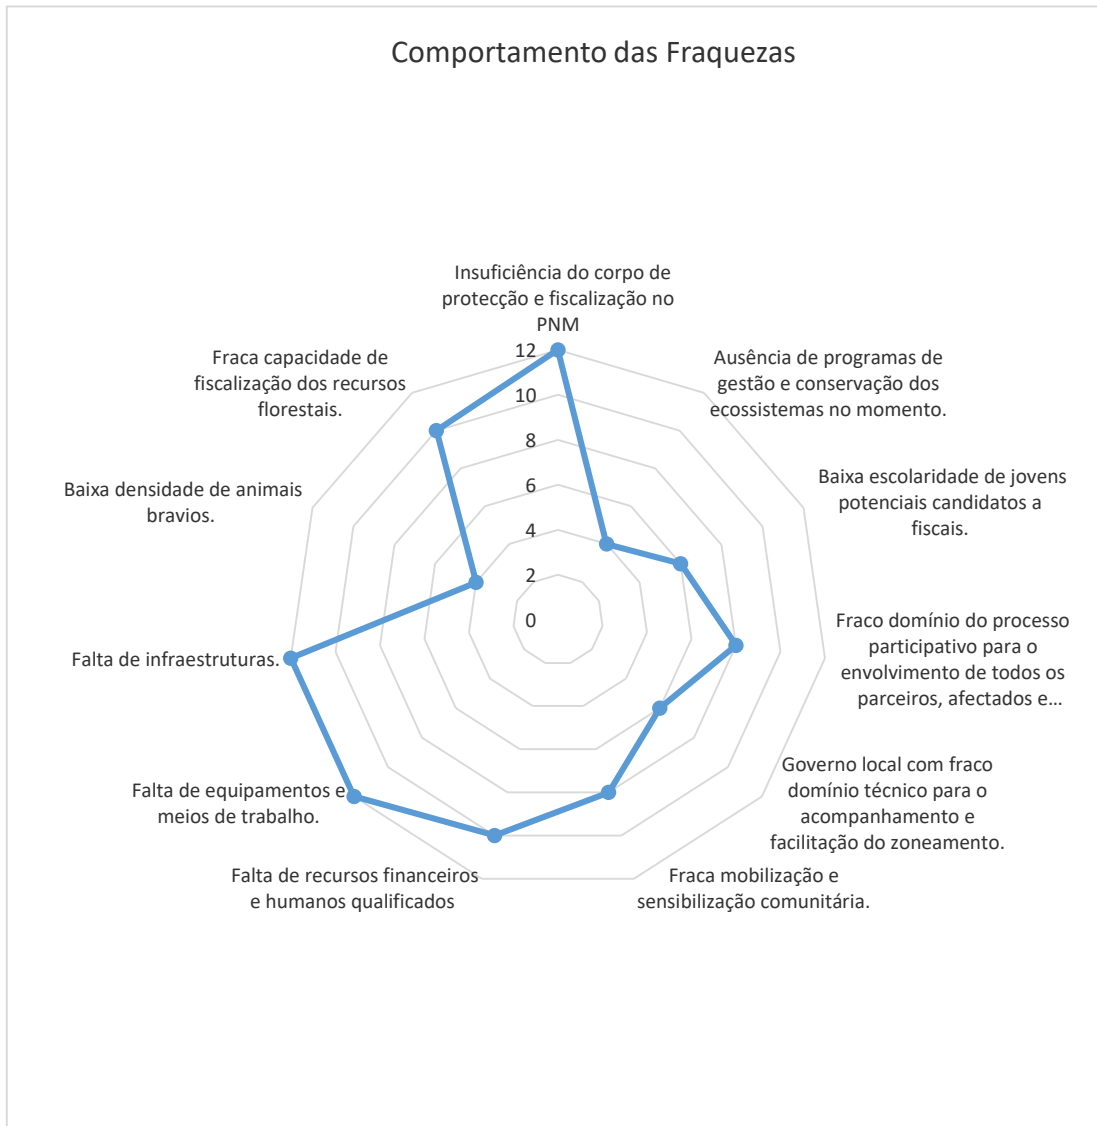 Comportamento das Fraquezas
Insuficiência do corpo de
protecção e fiscalização no
PNM
Ausência de programas de
gestão e conservação dos
ecossistemas no momento.
Baixa escolaridade de jovens
potenciais candidatos a
fiscais.
Fraco domínio do processo
participativo para o
envolvimento de todos os
parceiros, afectados e...
Governo local com fraco
domínio técnico para o
acompanhamento e
facilitação do zoneamento.
Fraca mobilização e
sensibilização comunitária.
Falta de recursos financeiros
e humanos qualificados
Falta de equipamentos e
meios de trabalho.
Falta de infraestruturas.
Baixa densidade de animais
bravios.
Fraca capacidade de
fiscalização dos recursos
florestais.
12
10
8
6
4
2
0